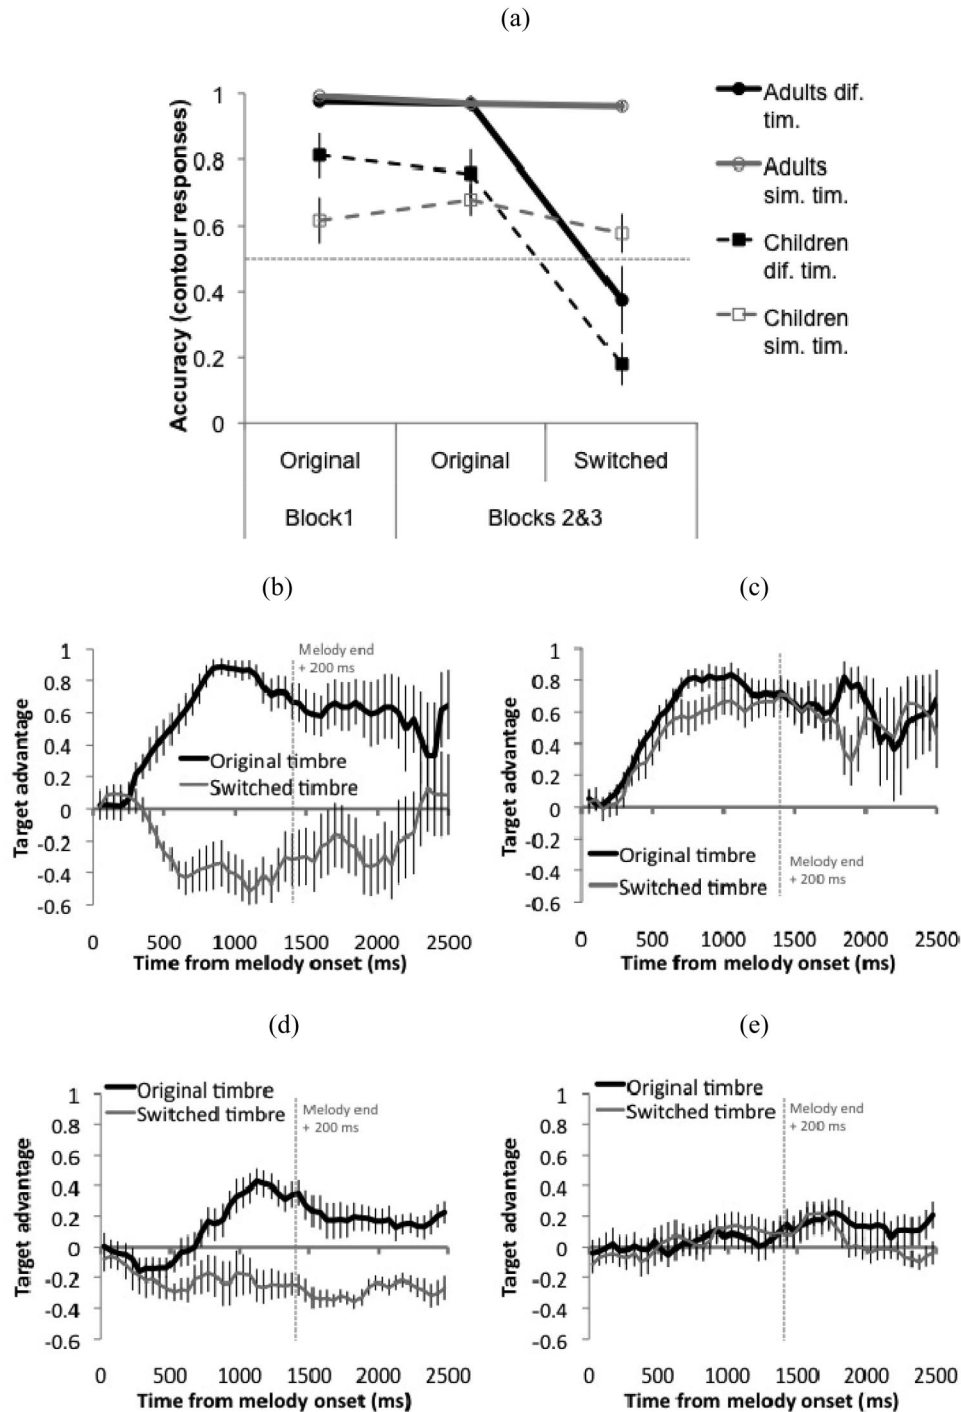 (a)
Accuracy (contour responses)
1
0.8
0.6
0.4
0.2
0
Original
Original
Switched
Block1
Blocks 2&3
Adults dif.
tim.
Adults
sim. tim.
Children
dif. tim.
Children
sim. tim.
(b)
Target advantage
1
0.8
0.6
0.4
0.2
0
-0.2
-0.4
-0.6
Melody end
+ 200 ms
Original timbre
Switched timbre
0 500 1000 1500 2000 2500
Time from melody onset (ms)
(c)
Target advantage
1
0.8
0.6
0.4
0.2
0
-0.2
-0.4
-0.6
Original timbre
Switched timbre
Melody end
+ 200 ms
0 500 1000 1500 2000 2500
Time from melody onset (ms)
(d)
Original timbre
Switched timbre
Target advantage
1
0.8
0.6
0.4
0.2
0
-0.2
-0.4
-0.6
Melody end
+ 200 ms
0 500 1000 1500 2000 2500
Time from melody onset (ms)
(e)
Original timbre
Switched timbre
Target advantage
1
0.8
0.6
0.4
0.2
0
-0.2
-0.4
-0.6
Melody end
+ 200 ms
0 500 1000 1500 2000 2500
Time from melody onset (ms)